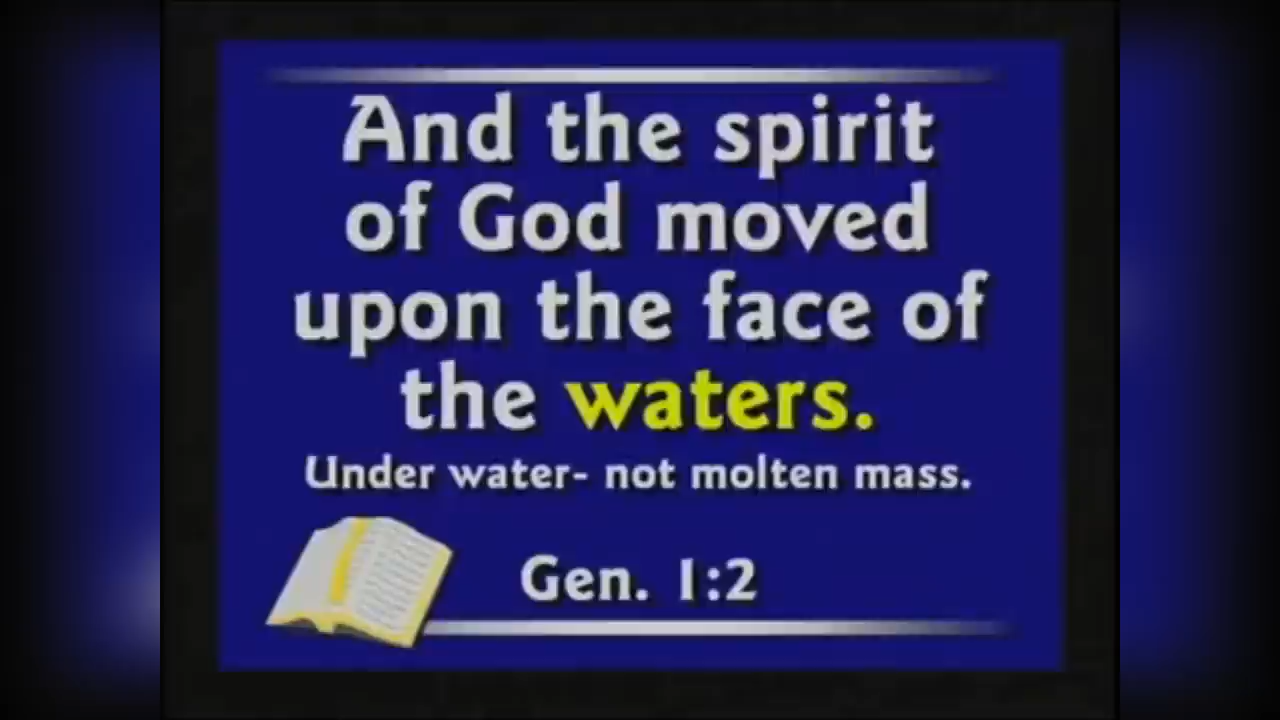 And the spirit
of God moved
upon the face of
the waters.
Under water- not molten mass.
Gen. 1:2